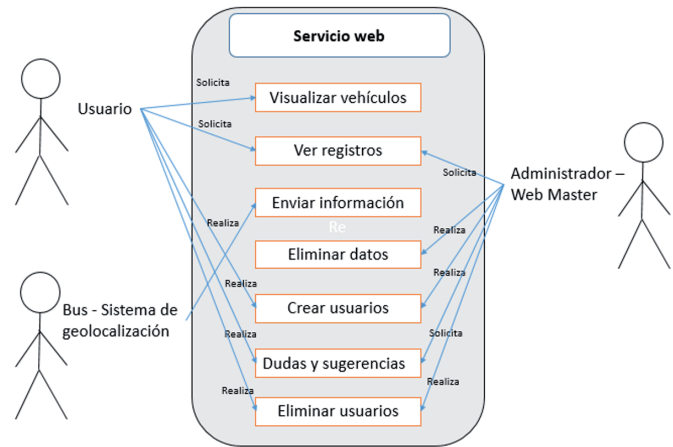 Servicio web
Solicita
Visualizar vehículos
Usuario
Solicita
Ver registros
Solicita
Administrador –
Web Master
Enviar información
Realiza
Re
Realiza
Eliminar datos
Realiza
Realiza
Bus - Sistema de
geolocalización
Crear usuarios
Realiza
Solicita
Dudas y sugerencias
Realiza
Realiza
Eliminar usuarios